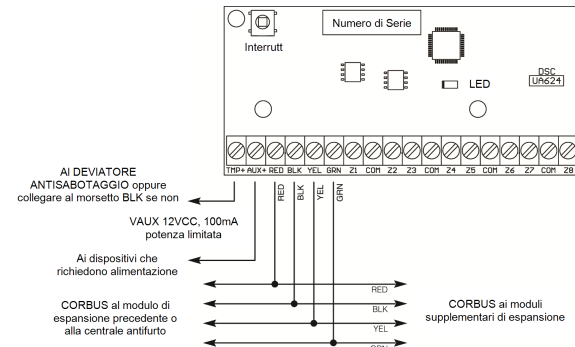 Numero di Serie
Interrutt
LED
DSC
UA624
TMP+ AUX+ RED BLK YEL GRN Z1 COM Z2 Z3 COM Z4 Z5 COM Z6 Z7 COM Z8
RED
BLK
YEL
GRN
Al DEVIATORE
ANTISABOTAGGIO oppure
collegare al morsetto BLK se non
VAUX 12VCC, 100mA
potenza limitata
Ai dispositivi che
richiedono alimentazione
CORBUS al modulo di
espansione precedente o
alla centrale antifurto
RED
BLK
YEL
GRN
CORBUS ai moduli
supplementari di espansione